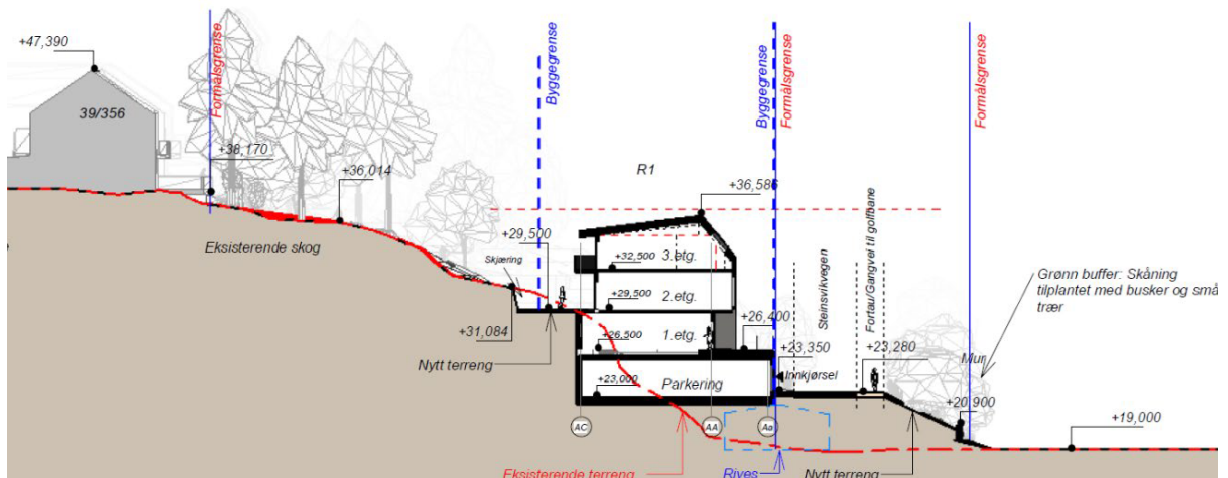 +47,390
39/356
Formålsgrense
+38,170
+36,014
Eksisterende skog
Byggegrense
R1
Byggegrense
Formålsgrense
Formålsgrense
+36,586
+29,500
Skjæring
+32,500
3.etg.
+29,500
2.etg.
+31,084
+26,500
1.etg.
+26,400
Nytt terreng
+23,000
Parkering
Steinsvikvegen
Fortau/Gangvei til golfbane
+23,350
Innkjørsel
+23,280
Grønn buffer: Skåning
tilplantet med busker og små
trær
Mur
+20,900
+19,000
AC
AA
Aø
Eksisterende terreng
Rives
Nytt terreng